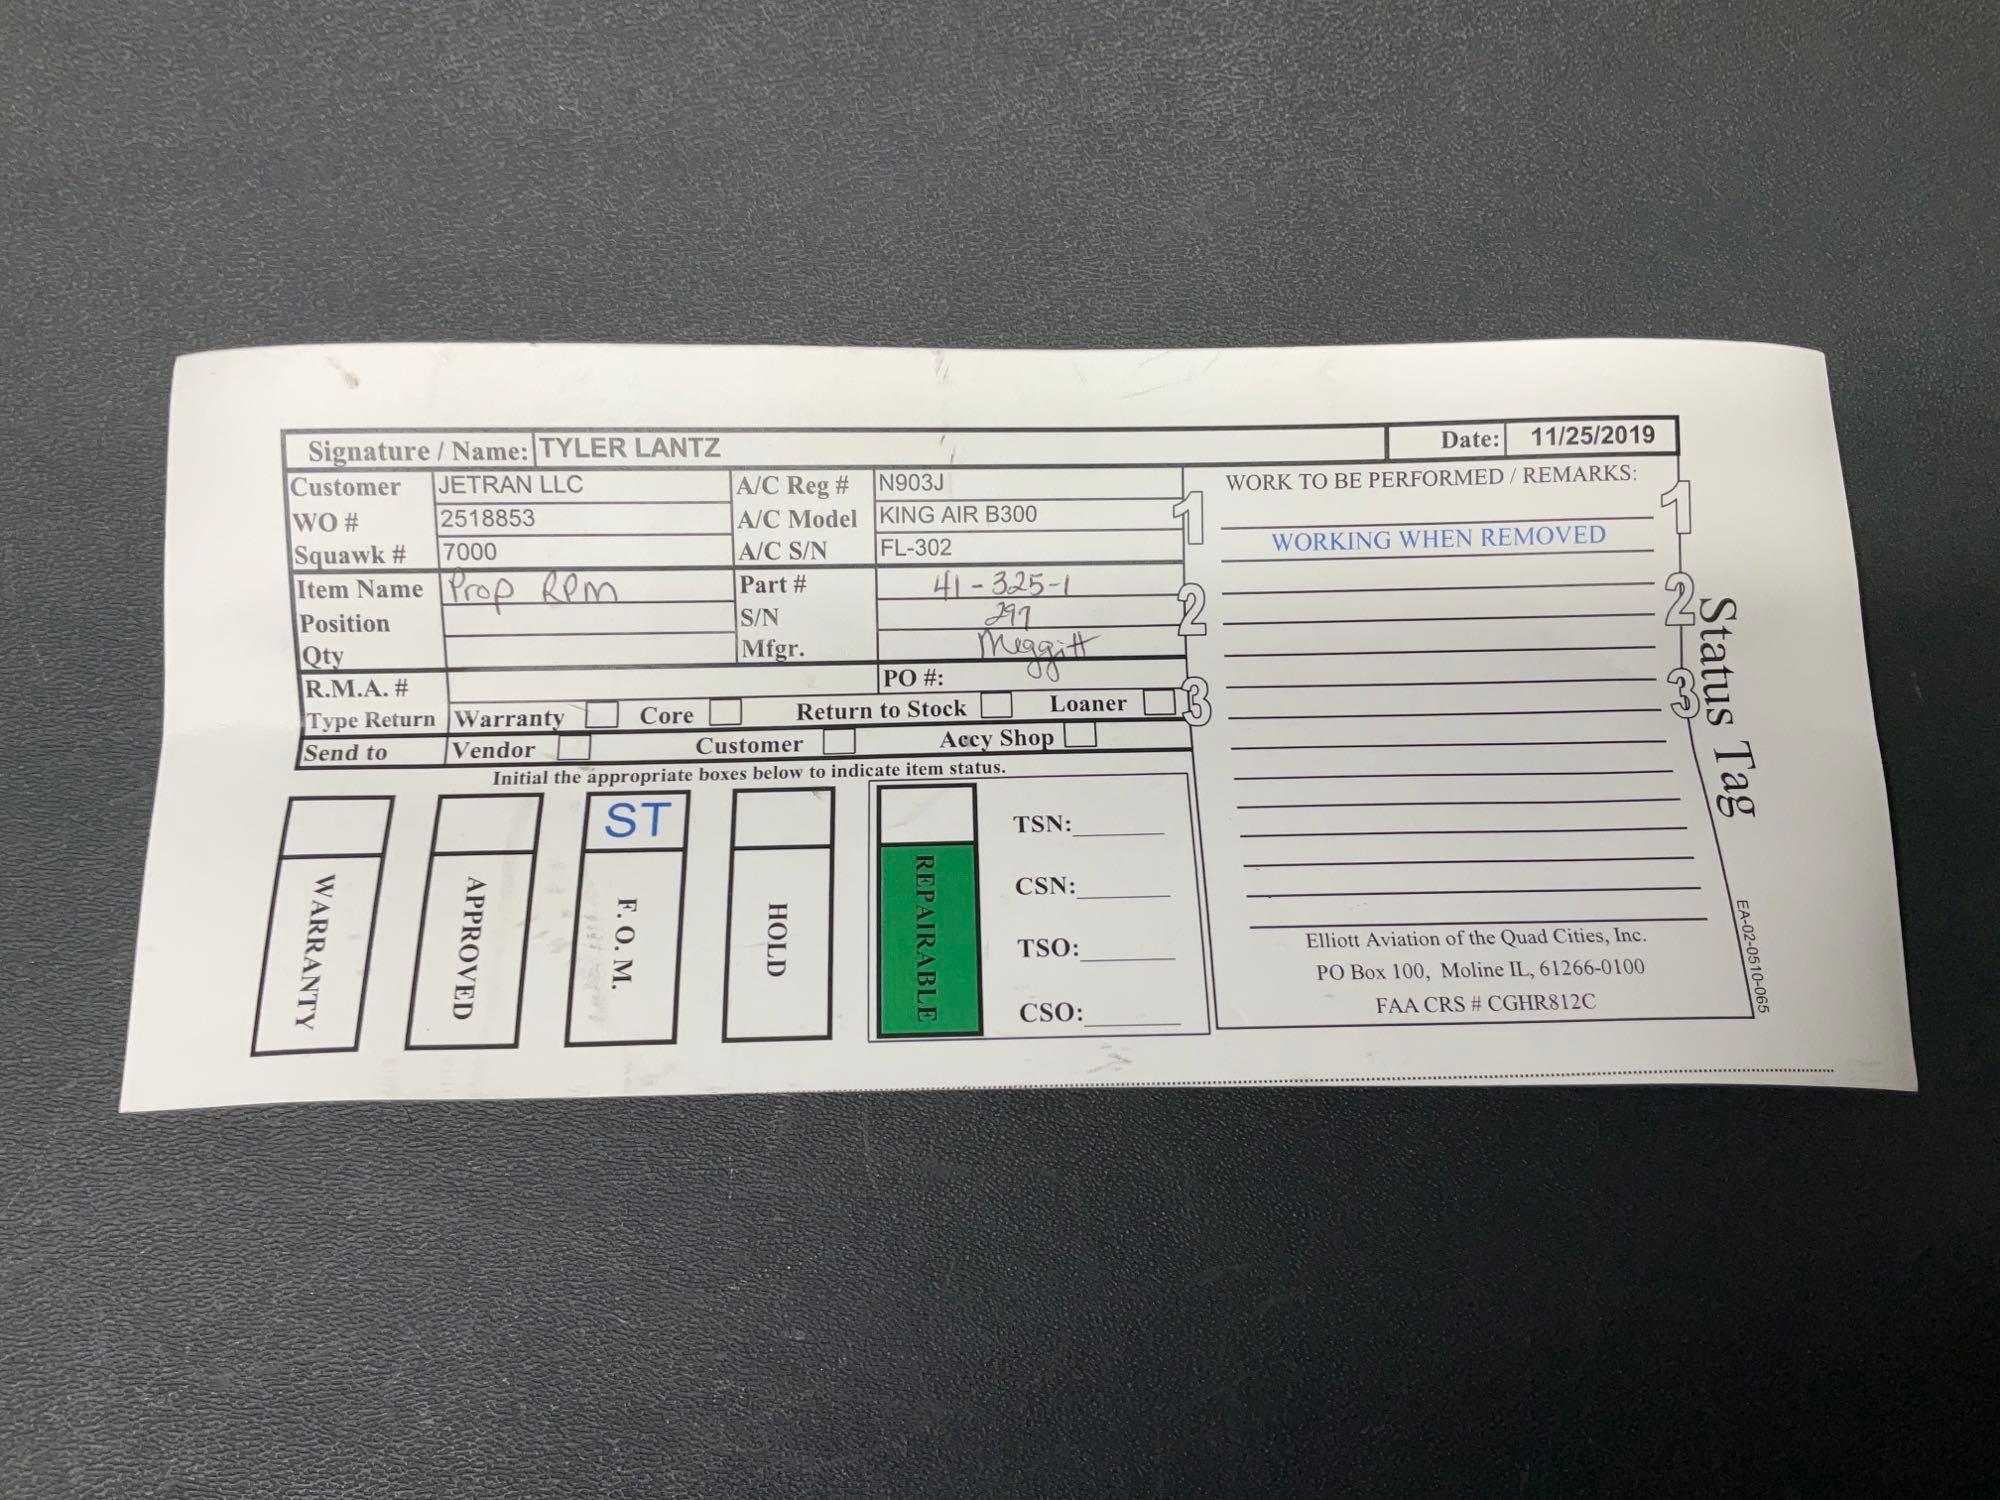 Signature / Name: TYLER LANTZ Date: 11/25/2019
Customer JETRAN LLC A/C Reg # N903J
WO # 2518853 A/C Model KING AIR B300
Squawk # 7000 A/C S/N FL-302
Item Name Prop RPM Part # 41-325-1
Position S/N 297
Qty Mfgr. Meggitt
R.M.A. # PO #:
Type Return Warranty Core Return to Stock Loaner
Send to Vendor Customer Accy Shop
Initial the appropriate boxes below to indicate item status.
WARRANTY
APPROVED
ST
F.O.M.
HOLD
REPAIRABLE
TSN:
CSN:
TSO:
CSO:
1
2
3
WORK TO BE PERFORMED / REMARKS:
WORKING WHEN REMOVED
Elliott Aviation of the Quad Cities, Inc.
PO Box 100, Moline IL, 61266-0100
FAA CRS # CGHR812C
1
2
3
Status Tag
EA-02-0510-065